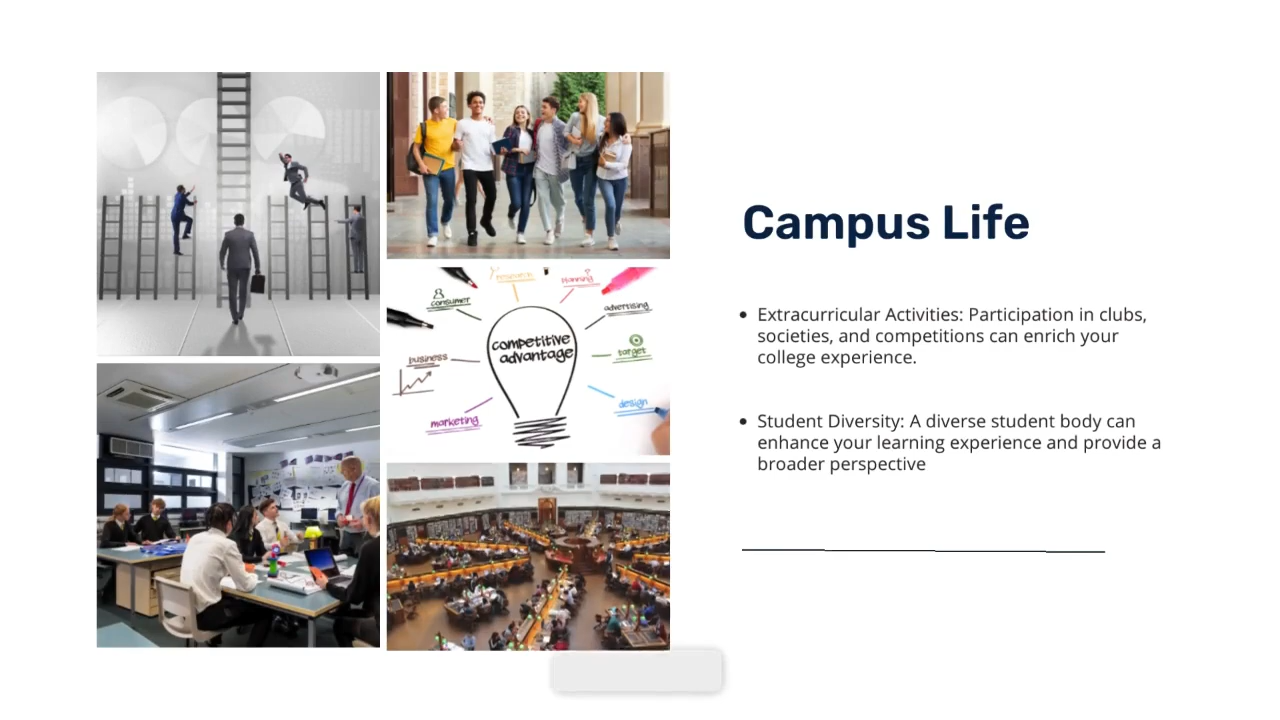 Campus Life
Extracurricular Activities: Participation in clubs,
societies, and competitions can enrich your
college experience.
Student Diversity: A diverse student body can
enhance your learning experience and provide a
broader perspective
research
planning
consumer
advertising
competitive
advantage
business
target
design
marketing